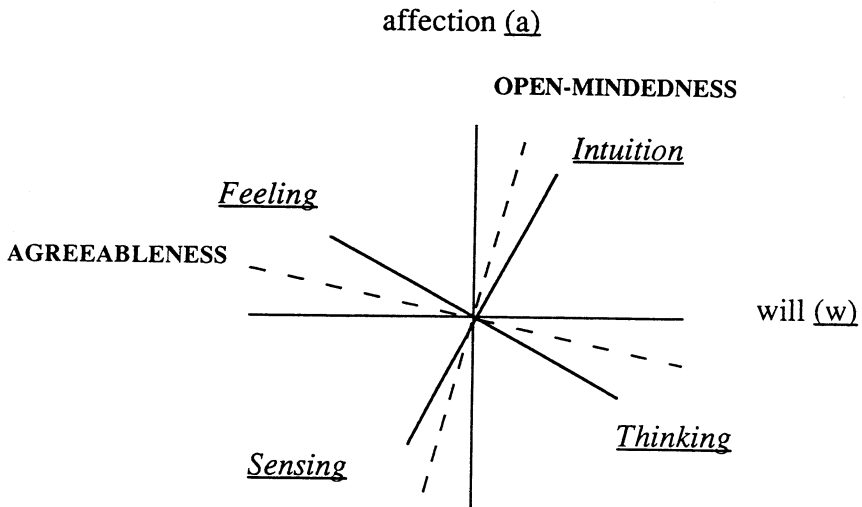 affection (a)
OPEN-MINDEDNESS
Intuition
Feeling
AGREEABLENESS
will (w)
Thinking
Sensing